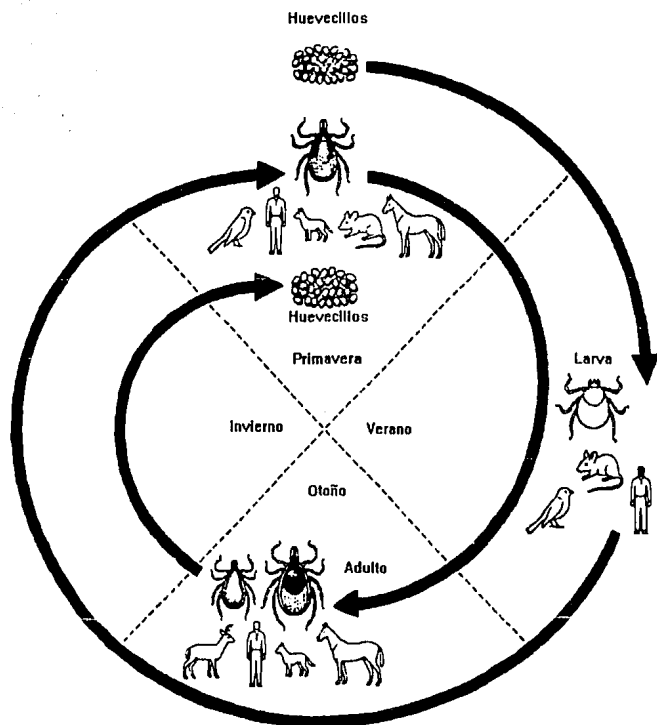 Huevecillos
Huevecillos
Primavera
Larva
Invierno
Verano
Otoño
Adulto